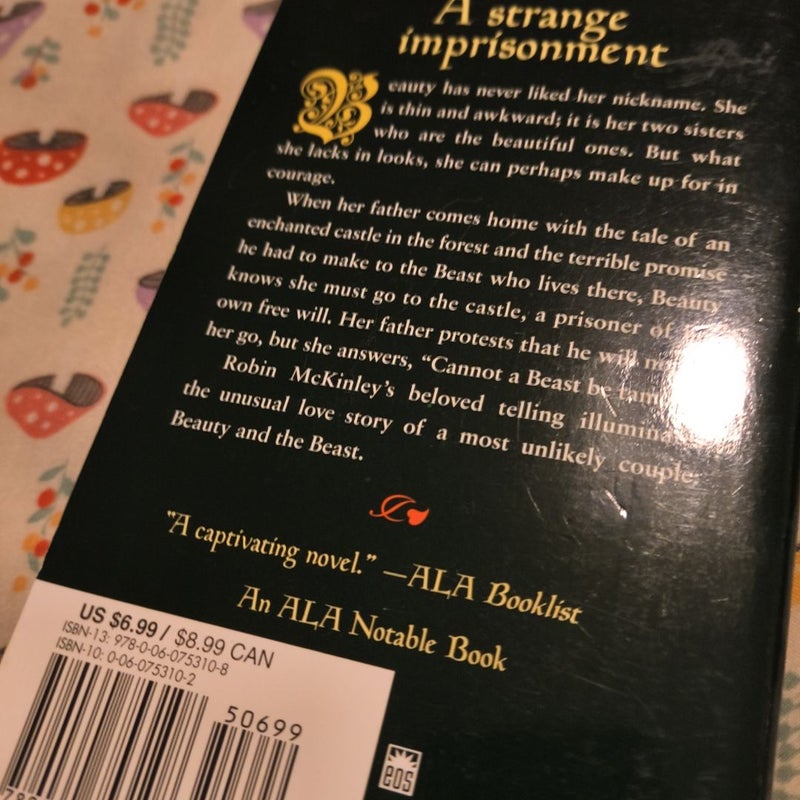 A strange
imprisonment
Beauty has never liked her nickname. She
is thin and awkward; it is her two sisters
who are the beautiful ones. But what
she lacks in looks, she can perhaps make up for in
courage.
When her father comes home with the tale of an
enchanted castle in the forest and the terrible promise
he had to make to the Beast who lives there, Beauty
knows she must go to the castle, a prisoner of
own free will. Her father protests that he will
her go, but she answers, “Cannot a Beast be
Robin McKinley’s beloved telling
the unusual love story of a most unlikely couple:
Beauty and the Beast.
"A captivating novel.” —ALA Booklist
An ALA Notable Book
US $6.99 / $8.99 CAN
ISBN-13: 978-0-06-075310-8
ISBN-10: 0-06-075310-2
50699
eos